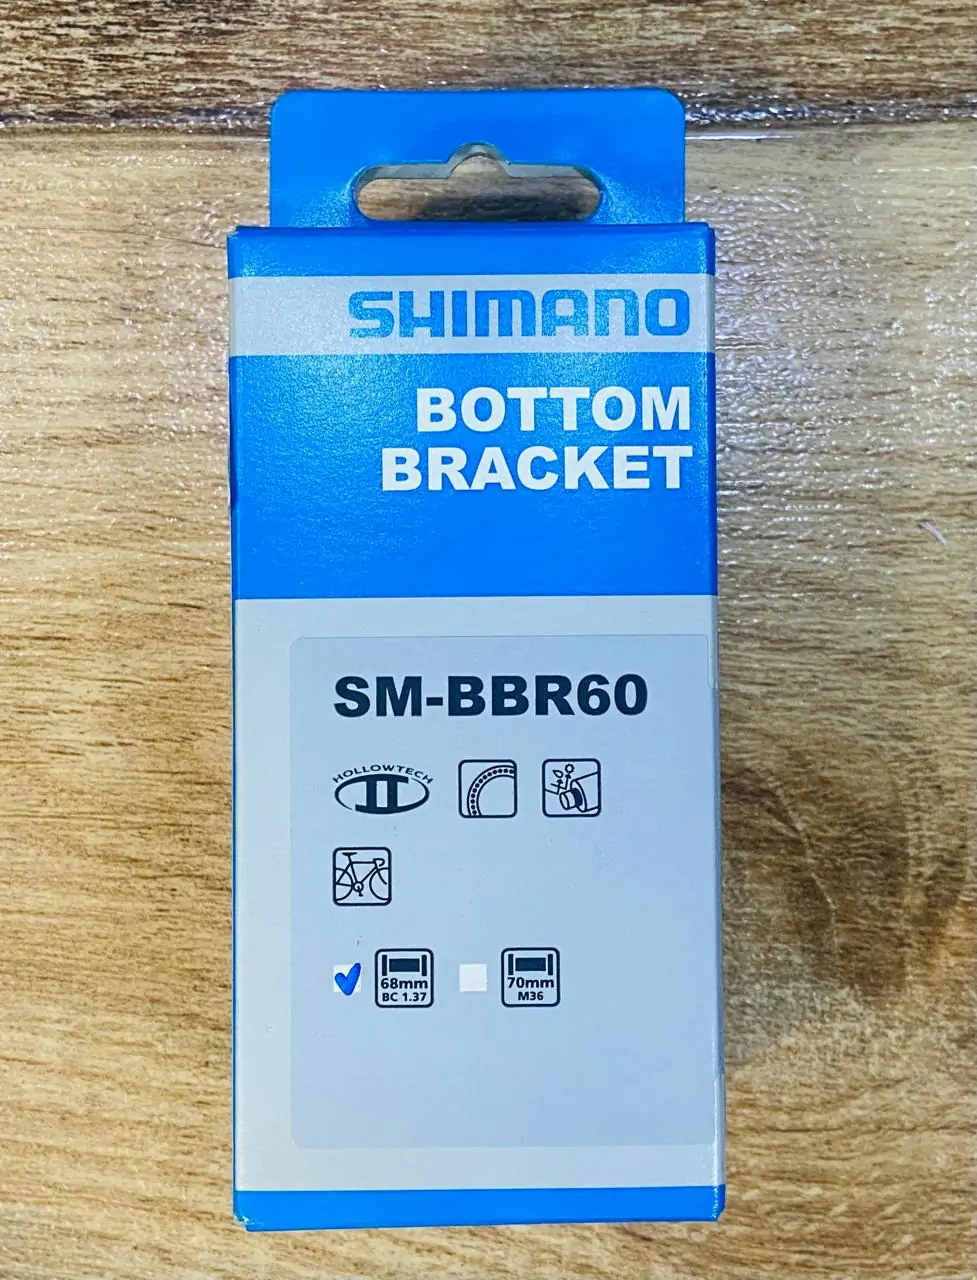 SHIMANO
BOTTOM
BRACKET
SM-BBR60
HOLLOWTECH
II
68mm
BC 1.37
70mm
M36